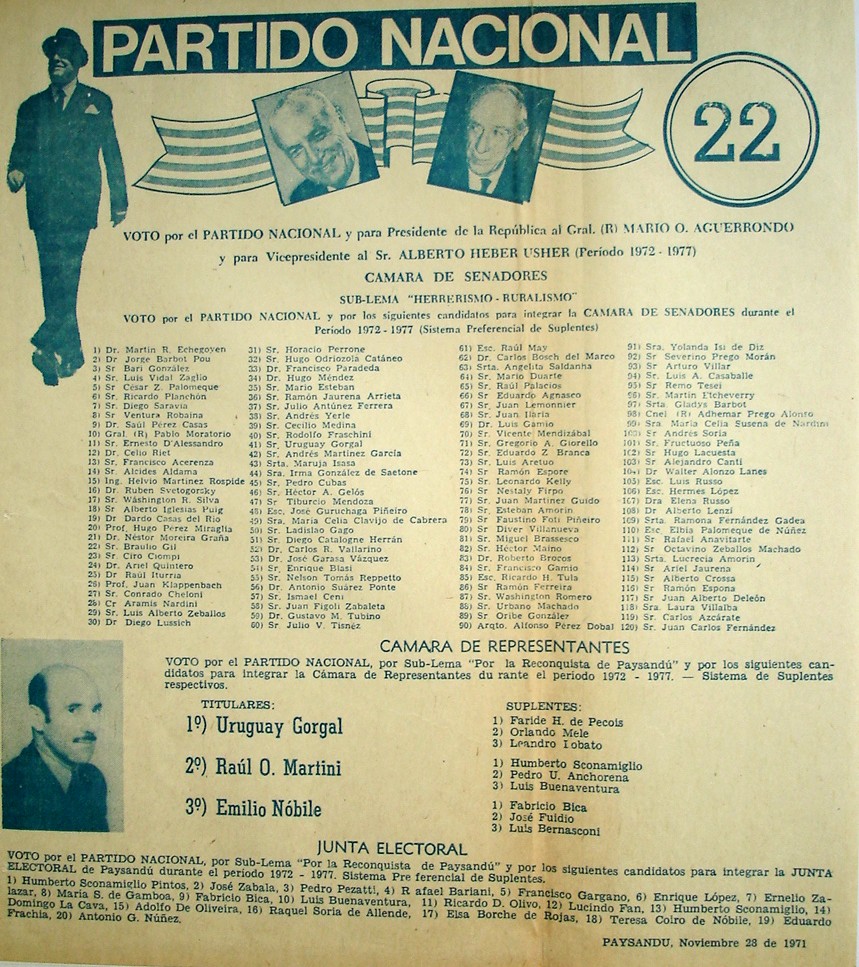 PARTIDO NACIONAL
22
VOTO por el PARTIDO NACIONAL y para Presidente de la República al Gral. (R) MARIO O. AGUERRONDO
y para Vicepresidente al Sr. ALBERTO HEBER USHER (Período 1972 - 1977)
CAMARA DE SENADORES
SUB-LEMA "HERRERISMO - RURALISMO"
VOTO por el PARTIDO NACIONAL y por los siguientes candidatos para integrar la CAMARA DE SENADORES durante el
Periodo 1972 - 1977 (Sistema Preferencial de Suplentes)
1) Dr. Martin R. Echegoyen
2) Dr Jorge Barbot Pou
3) Sr Bari González
4) Sr. Luis Vidal Zaglio
5) Sr César Z. Palomeque
6) Sr. Ricardo Planchón
7) Sr. Diego Saravia
8) Sr Ventura Robaina
9) Dr. Saúl Pérez Casas
10) Gral. (R) Pablo Moratorio
11) Sr. Ernesto D'Alessandro
12) Dr. Celio Riet
13) Sr. Francisco Acerenza
14) Sr. Alcides Aldama
15) Ing. Helvio Martinez Rospide
16) Dr. Ruben Svetogorsky
17) Sr. Wáshington R. Silva
18) Sr Alberto Iglesias Puig
19) Dr Dardo Casas del Rio
20) Prof. Hugo Pérez Miraglia
21) Dr. Néstor Moreira Graña
22) Sr. Braulio Gil
23) Sr. Ciro Ciompi
24) Dr. Ariel Quintero
25) Dr Raúl Iturria
26) Prof. Juan Klappenbach
27) Sr. Conrado Cheloni
28) Cr Aramis Nardini
29) Sr. Luis Alberto Zeballos
30) Dr Diego Lussich
31) Sr. Horacio Perrone
32) Sr. Hugo Odriozola Catáneo
33) Dr. Francisco Paradeda
34) Dr. Hugo Méndez
35) Sr. Mario Esteban
36) Sr. Ramón Jaurena Arrieta
37) Sr. Julio Antúnez Ferrera
38) Sr. Andrés Yerle
39) Sr. Cecilio Medina
40) Sr. Rodolfo Fraschini
41) Sr. Uruguay Gorgal
42) Sr. Andrés Martínez García
43) Srta. Maruja Isasa
44) Sra. Irma González de Saetone
45) Sr. Pedro Cubas
46) Sr. Héctor A. Gelós
47) Sr Tiburcio Mendoza
48) Esc. José Guruchaga Piñeiro
49) Sra. Maria Celia Clavijo de Cabrera
50) Sr. Ladislao Gago
51) Sr. Diego Catalogne Herrán
52) Dr. Carlos R. Vallarino
53) Dr. José Garasa Vázquez
54) Sr. Enrique Blasi
55) Sr. Nelson Tomás Reppetto
56) Dr. Antonio Suárez Ponte
57) Sr. Ismael Ceni
58) Sr. Juan Figoli Zabaleta
59) Dr. Gustavo M. Tubino
60) Sr. Julio V. Tisnéz
61) Esc. Raúl May
62) Dr. Carlos Bosch del Marco
63) Srta. Angelita Saldanha
64) Sr. Mario Duarte
65) Sr. Raúl Palacios
66) Sr Eduardo Agnasco
67) Sr. Juan Lemonnier
68) Sr. Juan Ilaria
69) Dr. Luis Gamio
70) Sr. Vicente Mendizábal
71) Sr. Gregorio A. Giorello
72) Sr. Eduardo Z Branca
73) Sr. Luis Aretuo
74) Sr Ramón Espore
75) Sr. Leonardo Kelly
76) Sr Nestaly Firpo
77) Sr. Juan Martinez Guido
78) Sr. Esteban Amorin
79) Sr Faustino Foti Piñeiro
80) Sr Diver Villanueva
81) Sr. Miguel Brassesco
82) Sr. Héctor Maino
83) Dr. Roberto Brocos
84) Sr. Francisco Gamio
85) Esc. Ricardo H. Tula
86) Sr Ramón Ferreira
87) Sr. Washington Romero
88) Sr. Urbano Machado
89) Sr Oribe González
90) Arqto. Alfonso Pérez Dobal
91) Sra. Yolanda Isi de Diz
92) Sr Severino Prego Morán
93) Sr Arturo Villar
94) Sr. Luis A. Casaballe
95) Sr Remo Tesei
96) Sr. Martin Etcheverry
97) Srta Gladys Barbot
98) Cnel (R) Adhemar Prego Alonso
99) Sra Maria Celia Susena de Nardini
100) Sr Andrés Soria
101) Sr. Fructuoso Peña
102) Sr Hugo Lacuesta
103) Sr Alejandro Canti
104) Dr Walter Alonzo Lanes
105) Esc. Luis Russo
106) Esc. Hermes López
107) Dra Elena Russo
108) Dr Alberto Lenzi
109) Srta. Ramona Fernández Gadea
110) Esc Elbia Palomeque de Núñez
111) Sr Rafael Anavitarte
112) Sr Octavino Zeballos Machado
113) Srta. Lucrecia Amorin
114) Sr Ariel Jaurena
115) Sr Alberto Crossa
116) Sr Ramón Espona
117) Sr Juan Alberto Deleón
118) Sra. Laura Villalba
119) Sr. Carlos Azcárate
120) Sr. Juan Carlos Fernández
CAMARA DE REPRESENTANTES
VOTO por el PARTIDO NACIONAL, por Sub-Lema "Por la Reconquista de Paysandú" y por los siguientes can-
didatos para integrar la Cámara de Representantes du rante el periodo 1972 - 1977. — Sistema de Suplentes
respectivos.
TITULARES:
1º) Uruguay Gorgal
2º) Raúl O. Martini
3º) Emilio Nóbile
SUPLENTES:
1) Faride H. de Pecois
2) Orlando Mele
3) Leandro Lobato
1) Humberto Sconamiglio
2) Pedro U. Anchorena
3) Luis Buenaventura
1) Fabricio Bica
2) José Fuidio
3) Luis Bernasconi
JUNTA ELECTORAL
VOTO por el PARTIDO NACIONAL, por Sub-Lema "Por la Reconquista de Paysandú" y por los siguientes candidatos para integrar la JUNTA
ELECTORAL de Paysandú durante el periodo 1972 - 1977. Sistema Pre ferencial de Suplentes.
1) Humberto Sconamiglio Pintos, 2) José Zabala, 3) Pedro Pezatti, 4) R afael Bariani, 5) Francisco Gargano, 6) Enrique López, 7) Ernelio Za-
lazar, 8) María S. de Gamboa, 9) Fabricio Bica, 10) Luis Buenaventura, 11) Ricardo D. Olivo, 12) Lucindo Fan, 13) Humberto Sconamiglio, 14)
Domingo La Cava, 15) Adolfo De Oliveira, 16) Raquel Soria de Allende, 17) Elsa Borche de Rojas, 18) Teresa Coiro de Nóbile, 19) Eduardo
Frachia, 20) Antonio G. Núñez.
PAYSANDU, Noviembre 28 de 1971